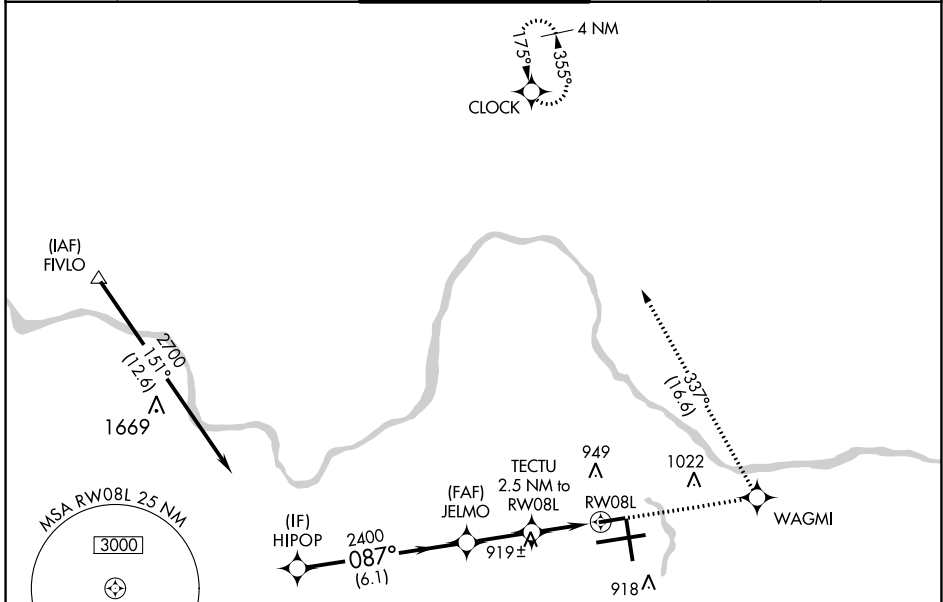 4 NM
175°
355°
CLOCK
(IAF)
FIVLO
2700
151°
(12.6)
1669
337°
(16.6)
949
1022
TECTU
2.5 NM to
RW08L
(FAF)
JELMO
RW08L
WAGMI
MSA RW08L 25 NM
3000
(IF)
HIPOP
2400
087°
(6.1)
919±
918